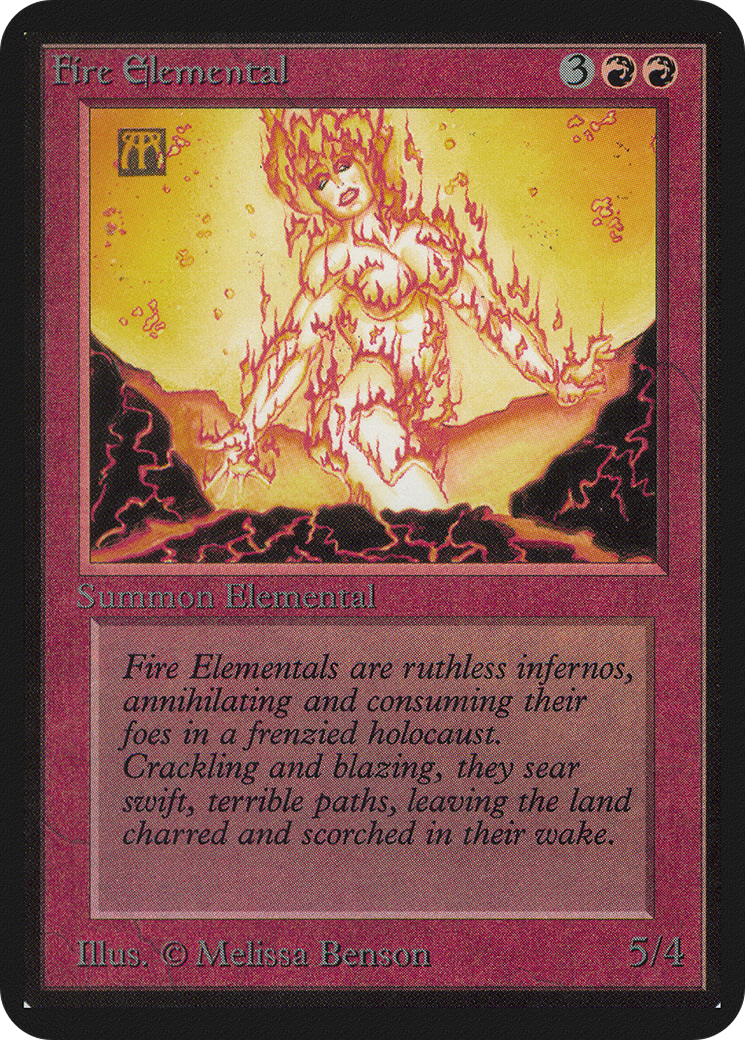 Fire Elemental
3
Summon Elemental
Fire Elementals are ruthless infernos,
annihilating and consuming their
foes in a frenzied holocaust.
Crackling and blazing, they sear
swift, terrible paths, leaving the land
charred and scorched in their wake.
Illus. © Melissa Benson
5/4